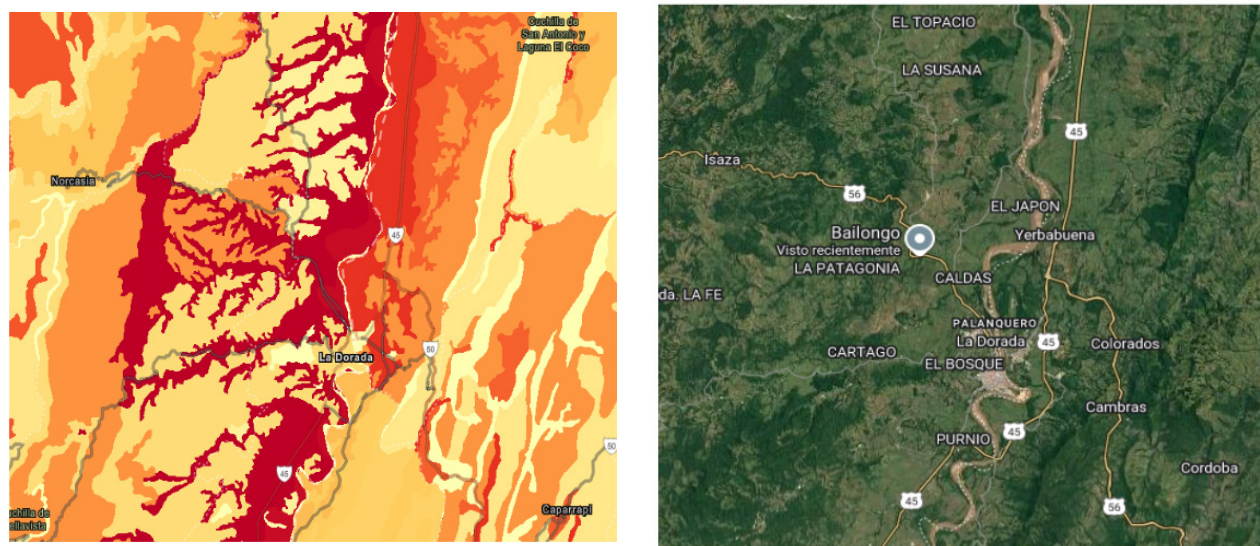 Cuchilla de
San Antonio y
Laguna El Coco
Norcasia
45
La Dorada
50
45
50
Caparrapí
EL TOPACIO
LA SUSANA
45
Isaza
56
EL JAPON
Bailongo
Yerbabuena
Visto recientemente
LA PATAGONIA
CALDAS
da. LA FE
PALANQUERO
La Dorada
45
Colorados
CARTAGO
EL BOSQUE
Cambras
PURNIO
45
Cordoba
45
56